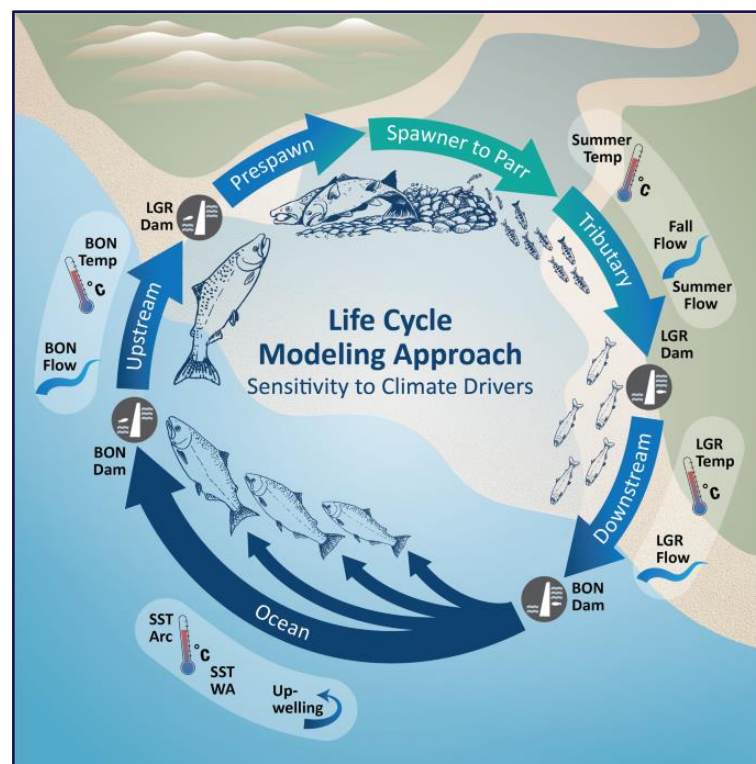 Life Cycle
Modeling Approach
Sensitivity to Climate Drivers
Prespawn
Spawner to Parr
Tributary
Summer
Temp
°C
Fall
Flow
Summer
Flow
LGR
Dam
Downstream
LGR
Temp
°C
LGR
Flow
BON
Dam
Ocean
SST
Arc
°C
SST
WA
Up-
welling
BON
Dam
Upstream
BON
Temp
°C
BON
Flow
LGR
Dam